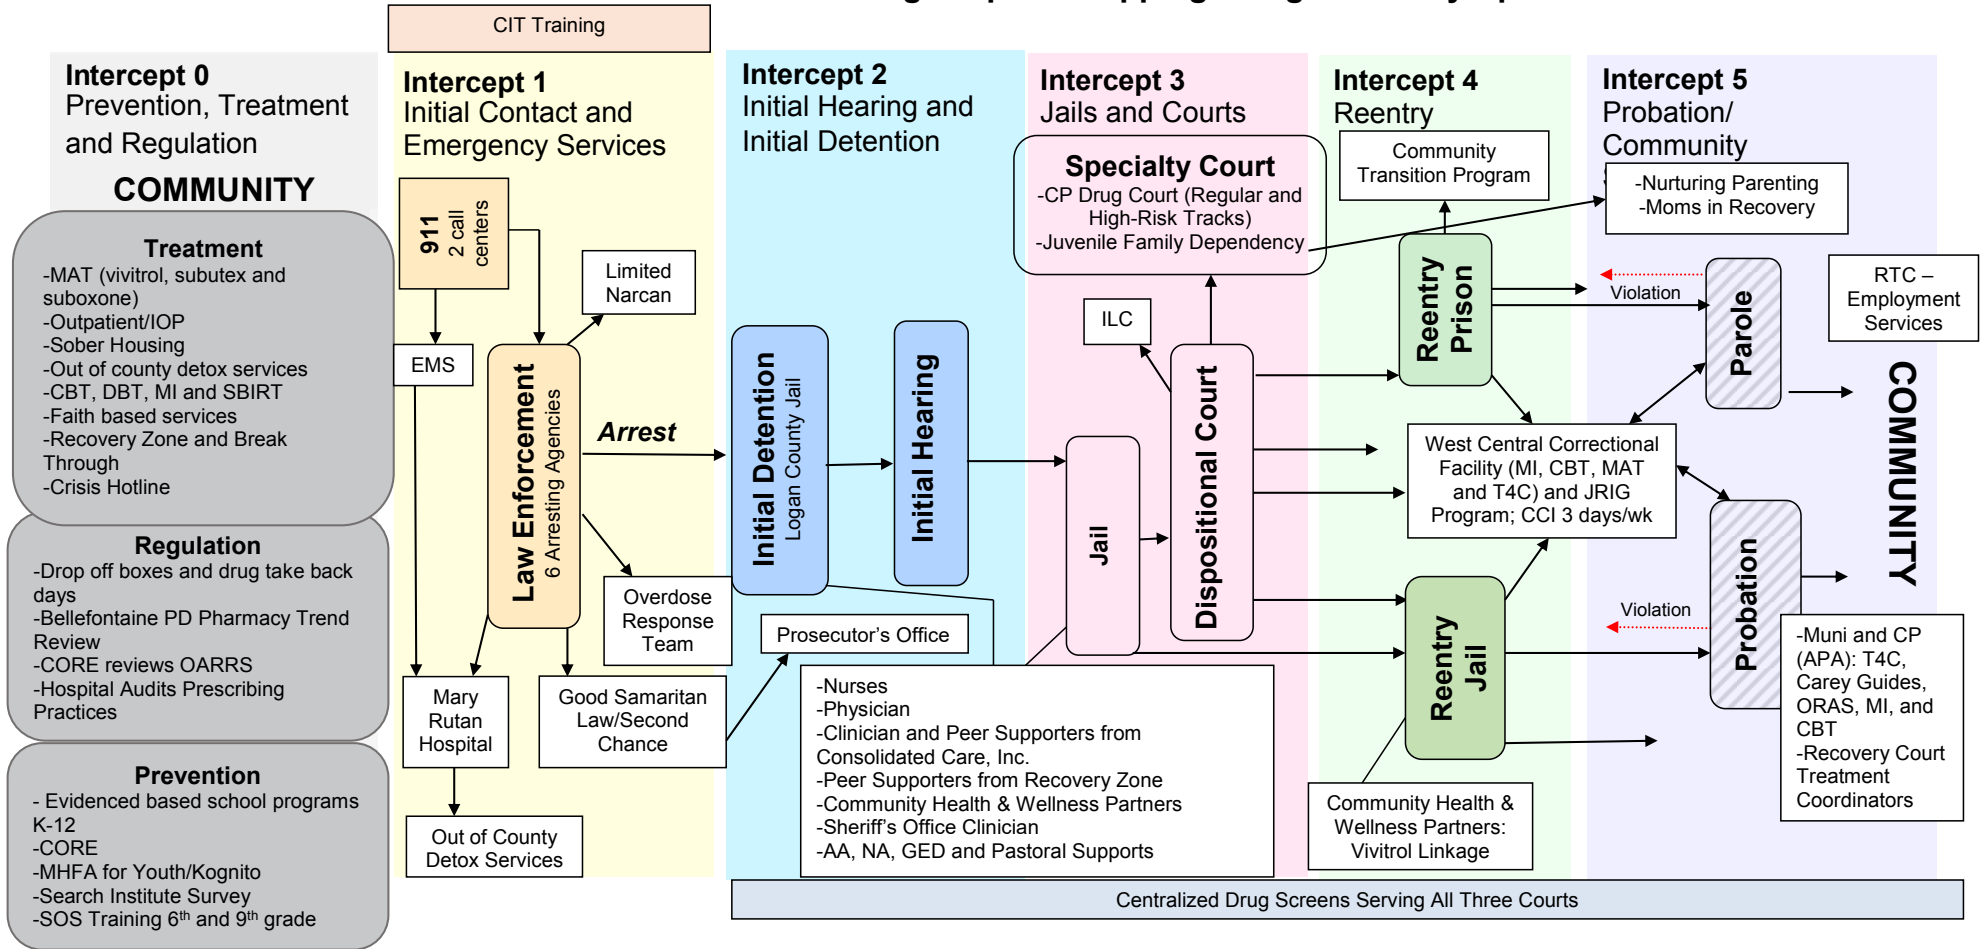 CIT Training
Intercept 0
Prevention, Treatment
and Regulation
COMMUNITY
Treatment
-MAT (vivitrol, subutex and
suboxone)
-Outpatient/IOP
-Sober Housing
-Out of county detox services
-CBT, DBT, MI and SBIRT
-Faith based services
-Recovery Zone and Break
Through
-Crisis Hotline
Regulation
-Drop off boxes and drug take back
days
-Bellefontaine PD Pharmacy Trend
Review
-CORE reviews OARRS
-Hospital Audits Prescribing
Practices
Prevention
- Evidenced based school programs
K-12
-CORE
-MHFA for Youth/Kognito
-Search Institute Survey
-SOS Training 6th and 9th grade
Intercept 1
Initial Contact and
Emergency Services
911
2 call
centers
Limited
Narcan
EMS
Law Enforcement
6 Arresting Agencies
Arrest
Overdose
Response
Team
Mary
Rutan
Hospital
Good Samaritan
Law/Second
Chance
Out of County
Detox Services
Intercept 2
Initial Hearing and
Initial Detention
Initial Detention
Logan County Jail
Initial Hearing
Prosecutor's Office
-Nurses
-Physician
-Clinician and Peer Supporters from
Consolidated Care, Inc.
-Peer Supporters from Recovery Zone
-Community Health & Wellness Partners
-Sheriff's Office Clinician
-AA, NA, GED and Pastoral Supports
Intercept 3
Jails and Courts
Specialty Court
-CP Drug Court (Regular and
High-Risk Tracks)
-Juvenile Family Dependency
ILC
Jail
Dispositional Court
Intercept 4
Reentry
Community
Transition Program
Reentry
Prison
West Central Correctional
Facility (MI, CBT, MAT
and T4C) and JRIG
Program; CCI 3 days/wk
Reentry
Jail
Community Health &
Wellness Partners:
Vivitrol Linkage
Intercept 5
Probation/
Community
-Nurturing Parenting
-Moms in Recovery
Violation
Parole
RTC –
Employment
Services
COMMUNITY
Violation
Probation
-Muni and CP
(APA): T4C,
Carey Guides,
ORAS, MI, and
CBT
-Recovery Court
Treatment
Coordinators
Centralized Drug Screens Serving All Three Courts